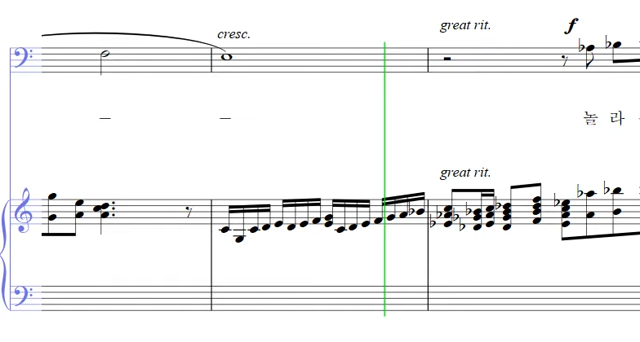 cresc.
great rit.
f
놀 라
great rit.